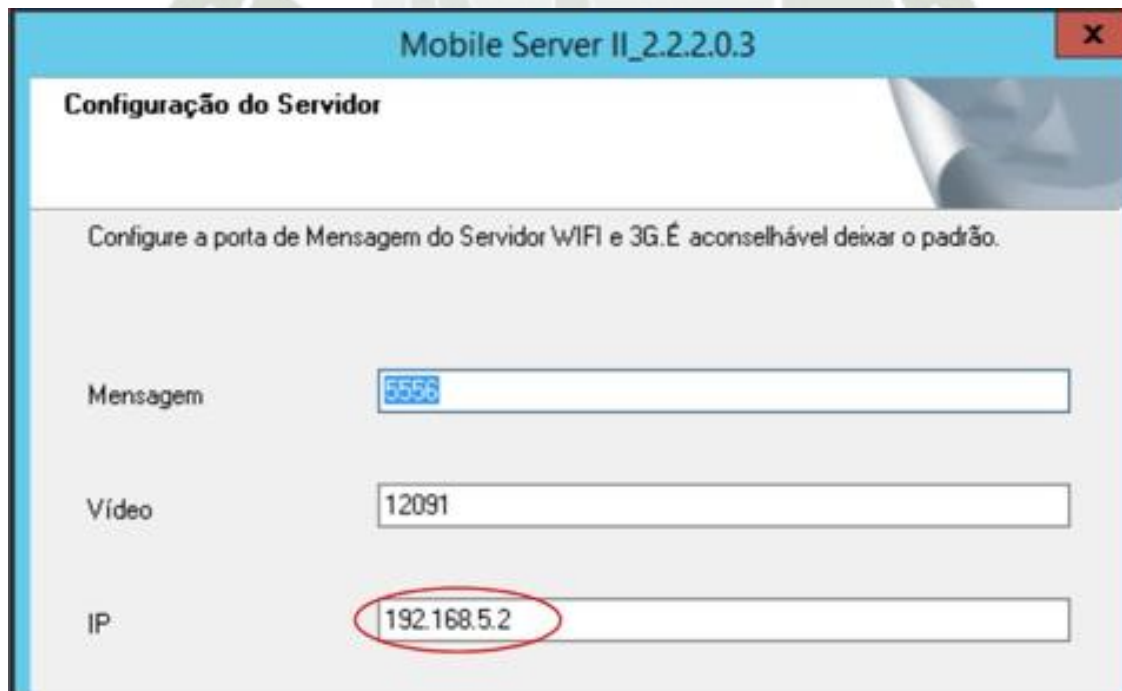 Mobile Server II_2.2.2.0.3
x
Configuração do Servidor
Configure a porta de Mensagem do Servidor WIFI e 3G.É aconselhável deixar o padrão.
Mensagem 5556
Vídeo 12091
IP 192.168.5.2